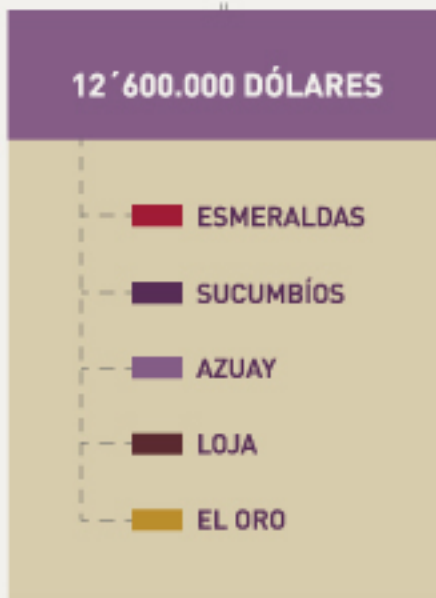 12´600.000 DÓLARES
ESMERALDAS
SUCUMBÍOS
AZUAY
LOJA
EL ORO